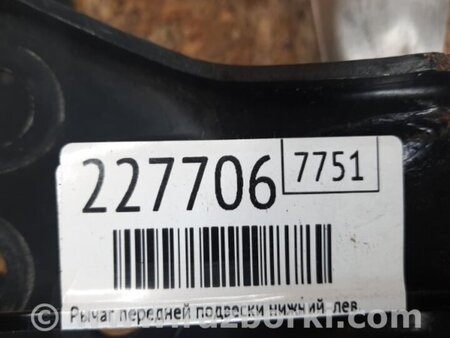 227706 7751
Рычаг передней подвески нижний лев